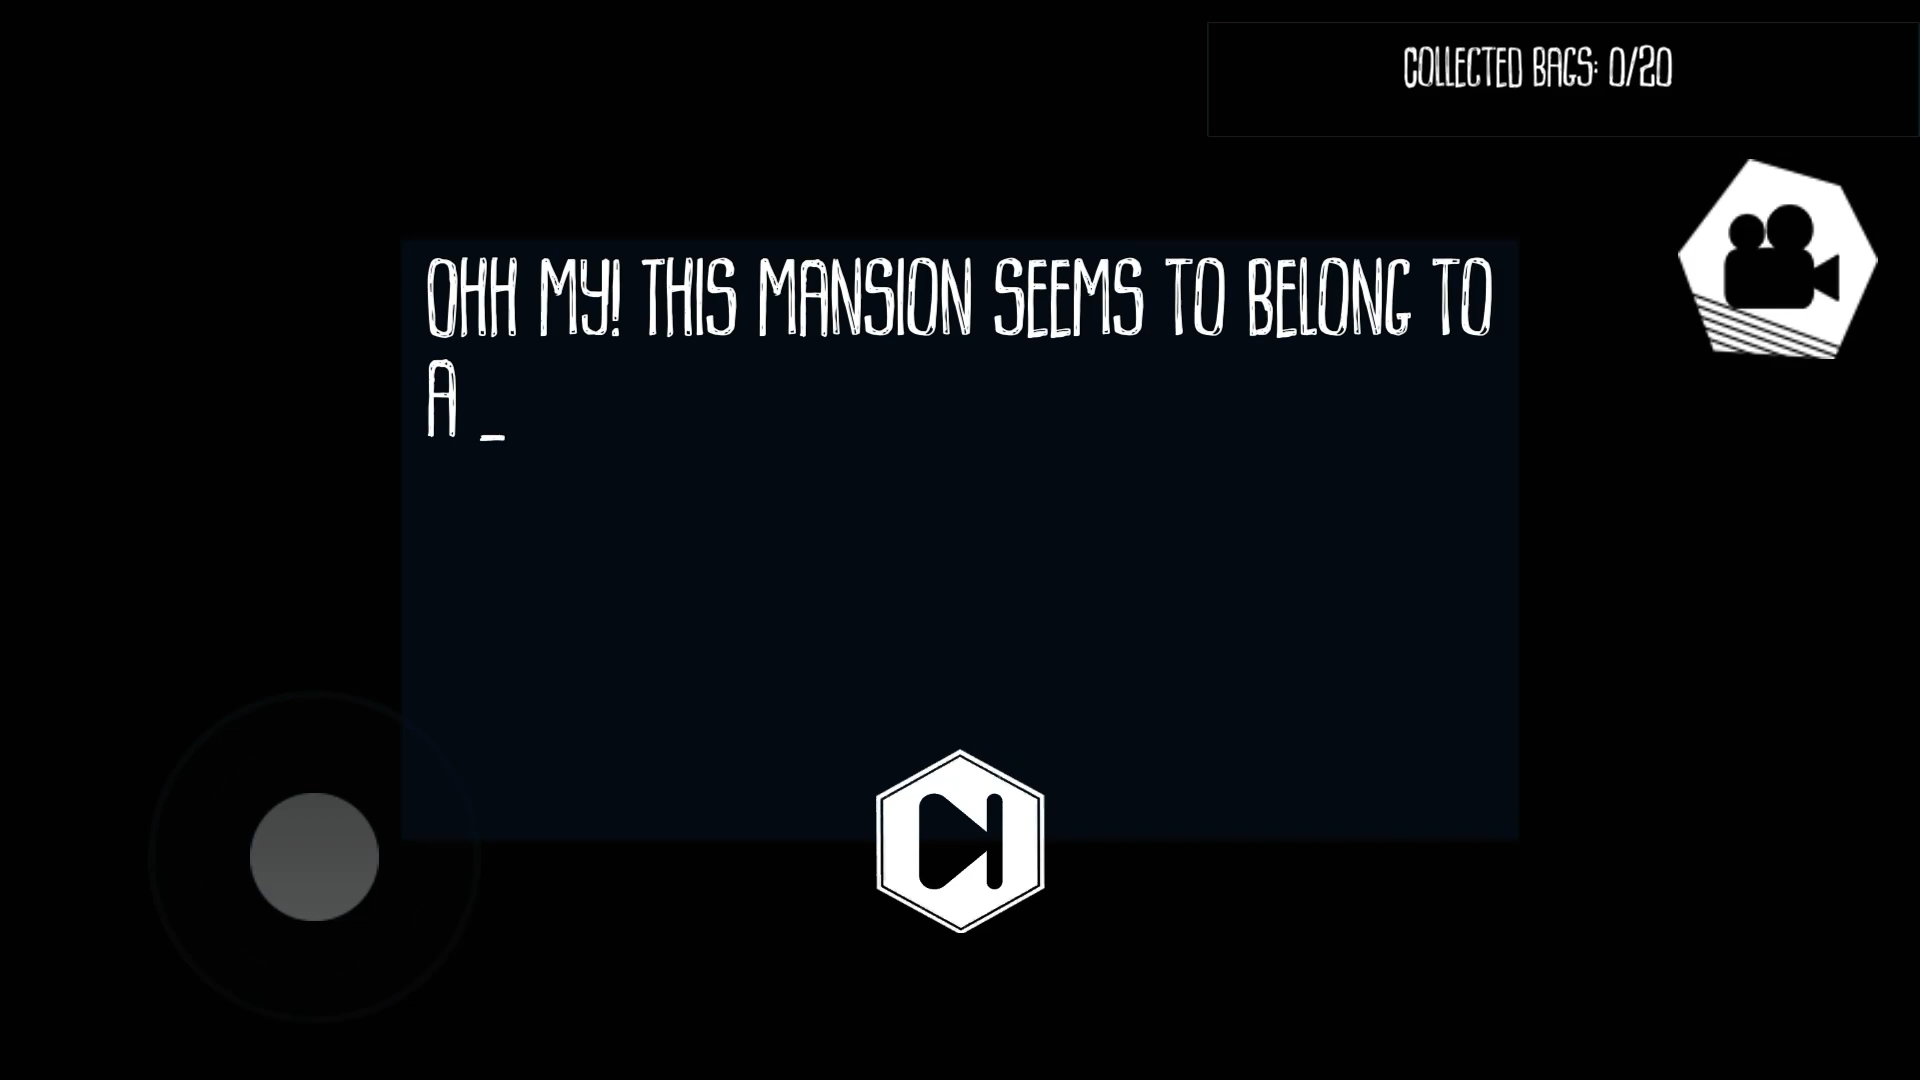 COLLECTED BAGS: 0/20
OHH MY! THIS MANSION SEEMS TO BELONG TO
A _